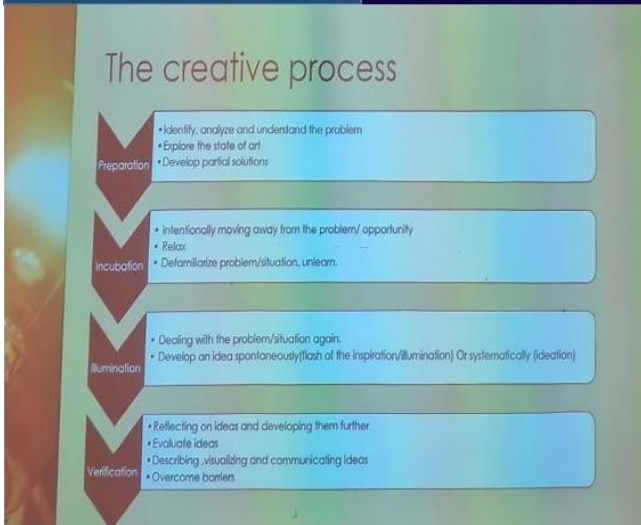 The creative process
Preparation
•Identify, analyze and understand the problem
•Explore the state of art
•Develop partial solutions
Incubation
• Intentionally moving away from the problem/ opportunity
• Relax
• Defamiliarize problem/situation, unlearn.
Illumination
• Dealing with the problem/situation again.
• Develop an idea spontaneously(flash of the inspiration/illumination) Or systematically (ideation)
Verification
•Reflecting on ideas and developing them further
•Evaluate ideas
•Describing ,visualizing and communicating ideas
•Overcome barriers